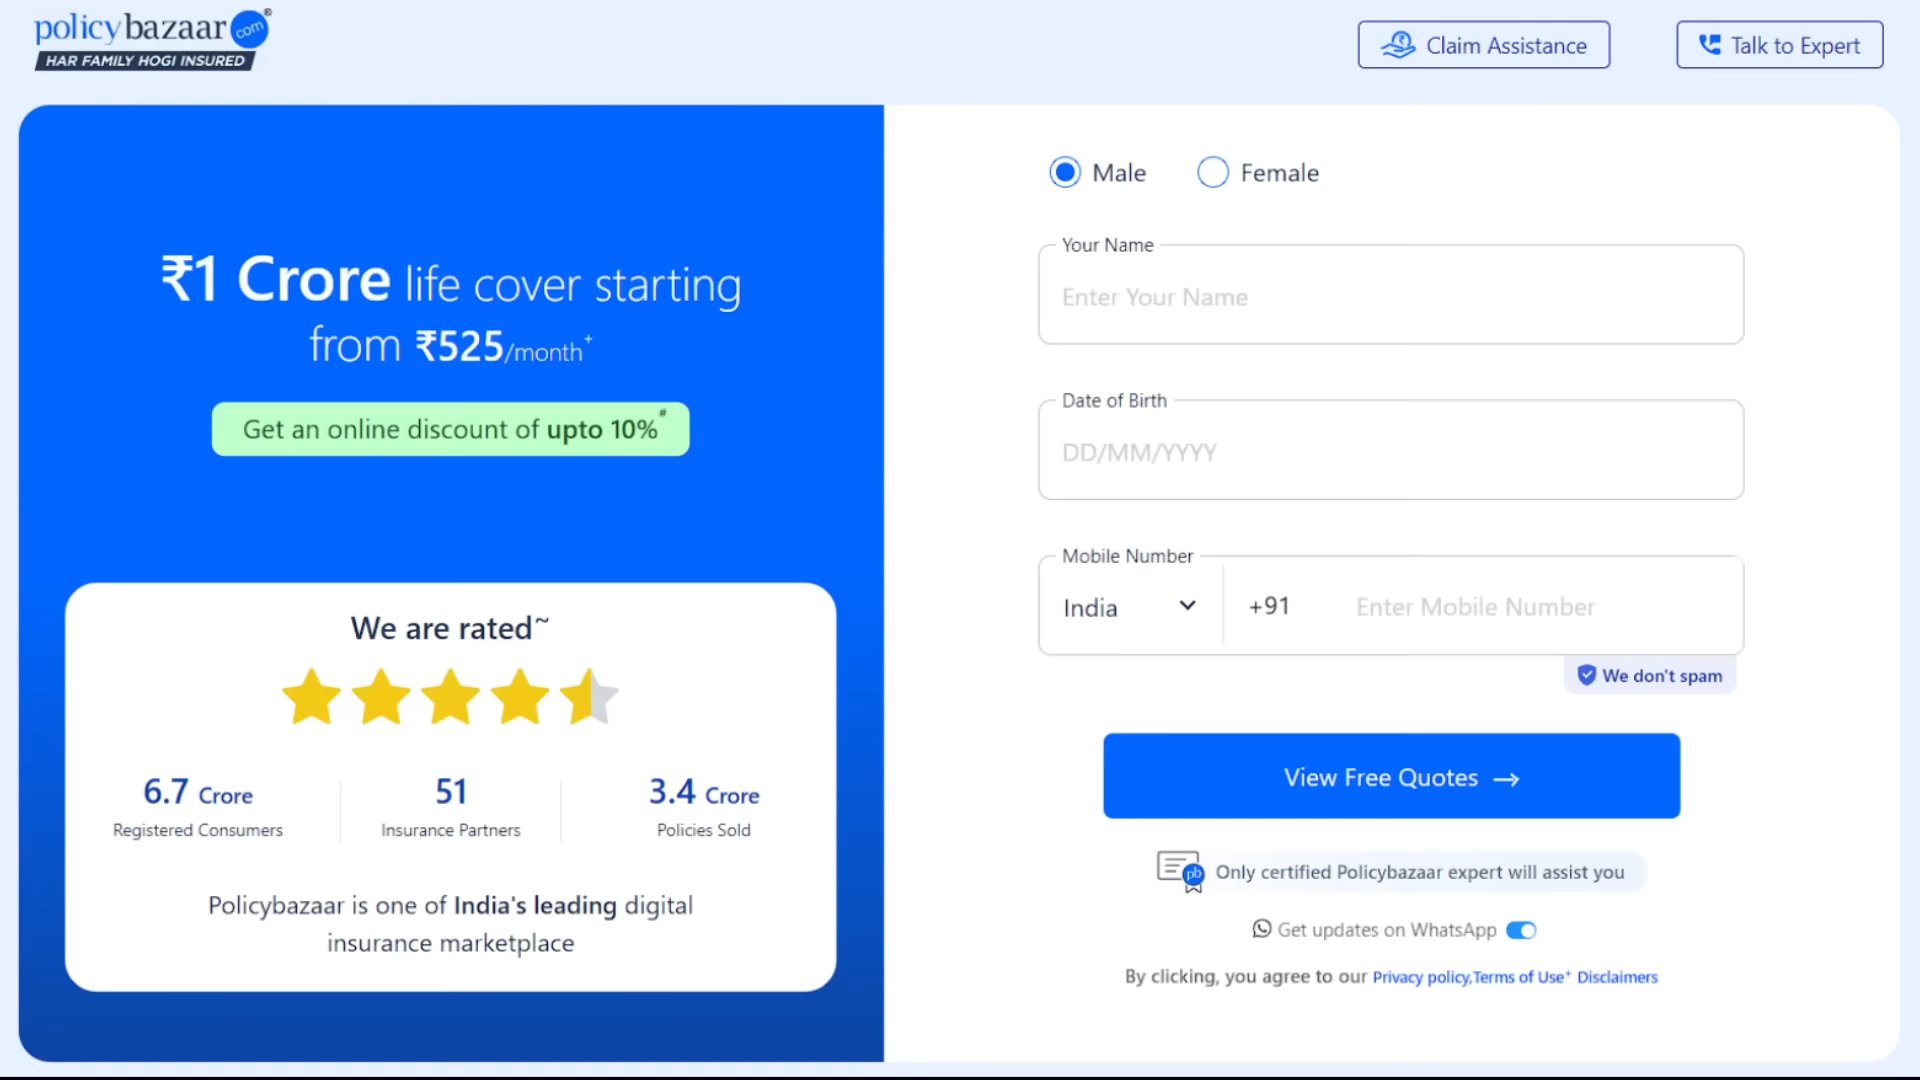 policybazaar com®
HAR FAMILY HOGI INSURED
Claim Assistance
Talk to Expert
₹1 Crore life cover starting
from ₹525/month+
Get an online discount of upto 10%#
We are rated~
6.7 Crore
Registered Consumers
51
Insurance Partners
3.4 Crore
Policies Sold
Policybazaar is one of India's leading digital
insurance marketplace
Male
Female
Your Name
Enter Your Name
Date of Birth
DD/MM/YYYY
Mobile Number
India
+91
Enter Mobile Number
We don't spam
View Free Quotes →
pb
Only certified Policybazaar expert will assist you
Get updates on WhatsApp
By clicking, you agree to our Privacy policy,Terms of Use+ Disclaimers